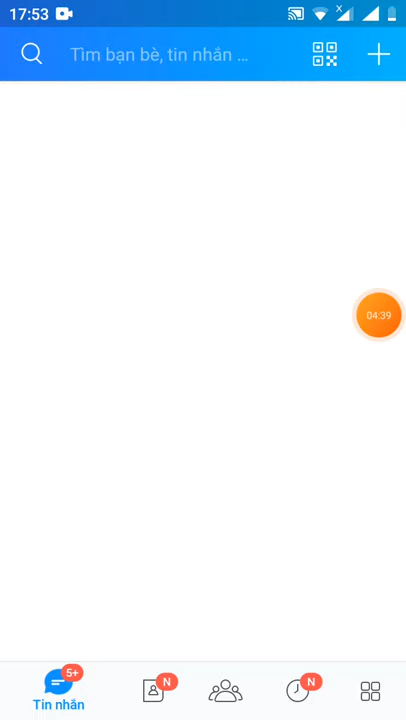 17:53
Tìm bạn bè, tin nhắn ...
04:39
5+
N
N
Tin nhắn